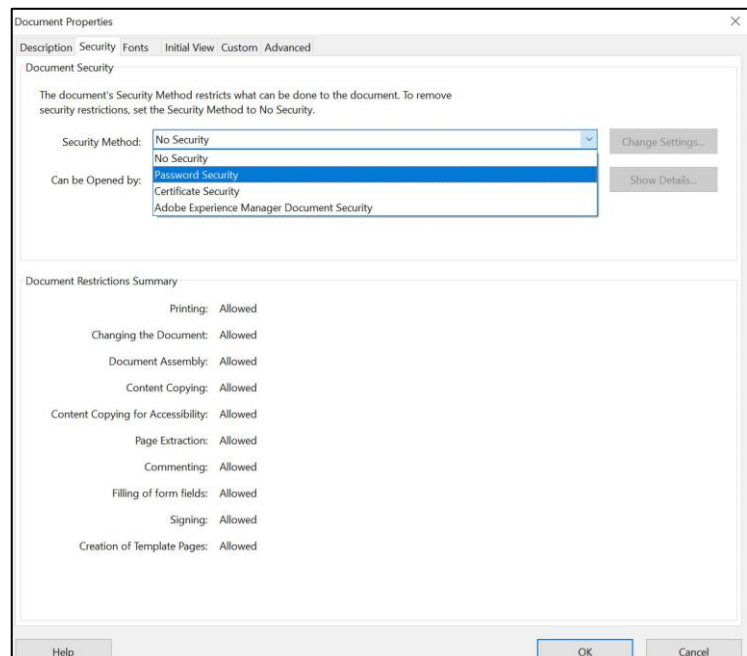 Document Properties
Description Security Fonts Initial View Custom Advanced
Document Security
The document's Security Method restricts what can be done to the document. To remove
security restrictions, set the Security Method to No Security.
Security Method: No Security Change Settings...
No Security
Can be Opened by: Password Security Show Details...
Certificate Security
Adobe Experience Manager Document Security
Document Restrictions Summary
Printing: Allowed
Changing the Document: Allowed
Document Assembly: Allowed
Content Copying: Allowed
Content Copying for Accessibility: Allowed
Page Extraction: Allowed
Commenting: Allowed
Filling of form fields: Allowed
Signing: Allowed
Creation of Template Pages: Allowed
Help OK Cancel